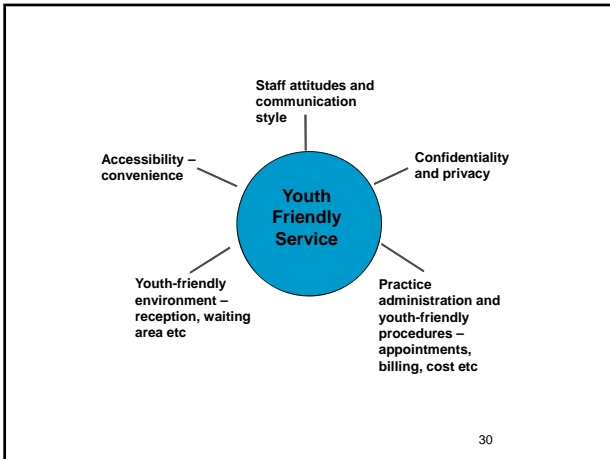 Staff attitudes and
communication
style
Accessibility –
convenience
Confidentiality
and privacy
Youth
Friendly
Service
Youth-friendly
environment –
reception, waiting
area etc
Practice
administration and
youth-friendly
procedures –
appointments,
billing, cost etc
30